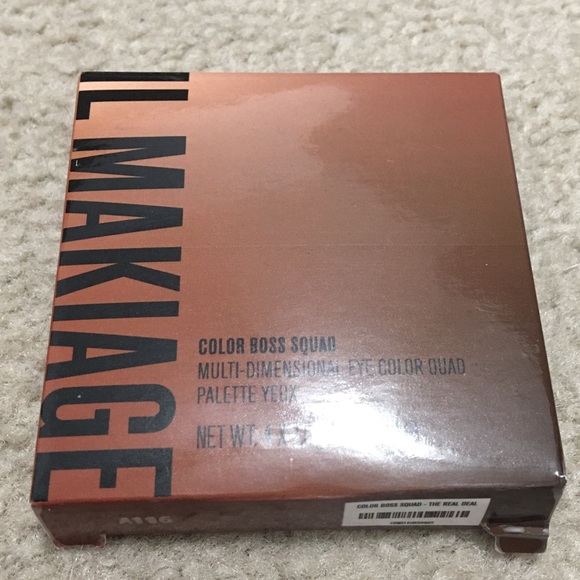 IL MAKIAGE
COLOR BOSS SQUAD
MULTI-DIMENSIONAL EYE COLOR QUAD
PALETTE YEUX
NET WT. 4 X
COLOR BOSS SQUAD - THE REAL DEAL